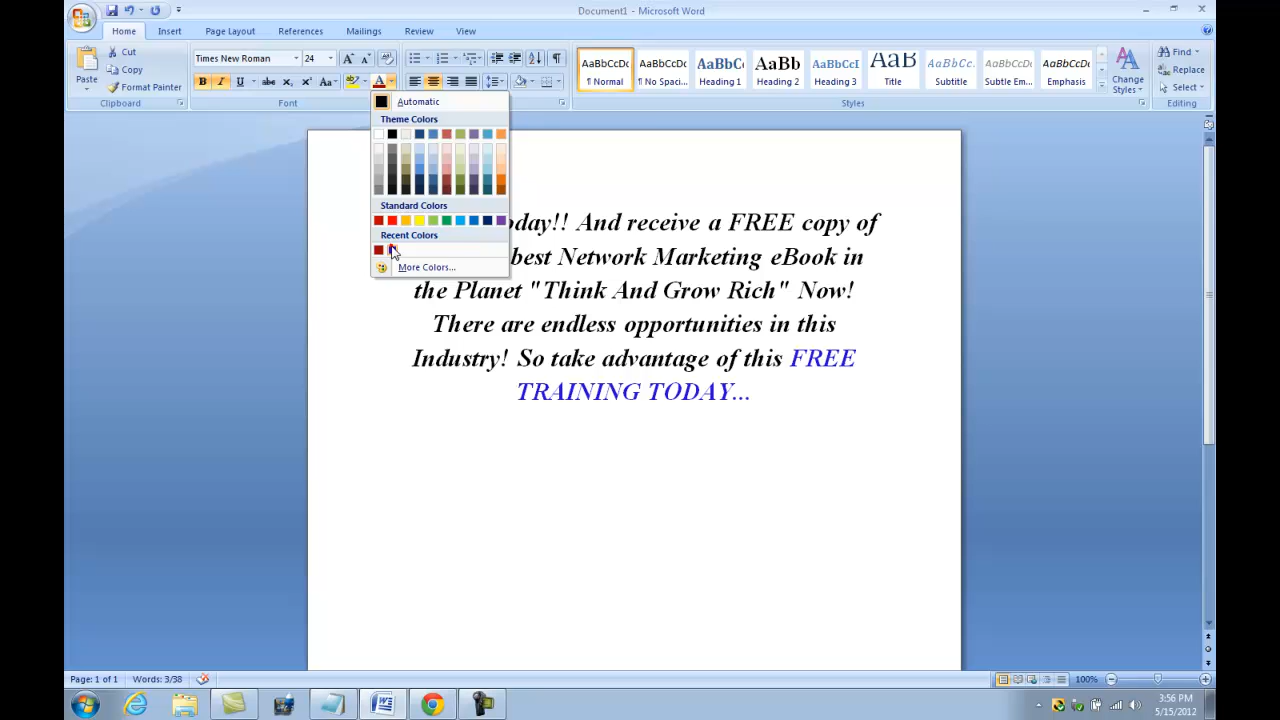 Document1 - Microsoft Word
Home Insert Page Layout References Mailings Review View
Cut
Copy
Paste
Format Painter
Clipboard
Times New Roman 24
Font
AaBbCcDc AaBbCcDc AaBbCc AaBbCc AaBbCcI AaBb AaBbCc. AaBbCcDc AaBbCcDc
¶ Normal ¶ No Spaci... Heading 1 Heading 2 Heading 3 Title Subtitle Subtle Em... Emphasis
Change Styles
Styles
Find
Replace
Select
Editing
Automatic
Theme Colors
Standard Colors
Recent Colors
More Colors...
oday!! And receive a FREE copy of
best Network Marketing eBook in
the Planet "Think And Grow Rich" Now!
There are endless opportunities in this
Industry! So take advantage of this FREE
TRAINING TODAY...
Page: 1 of 1 Words: 3/38 100%
3:56 PM
5/15/2012